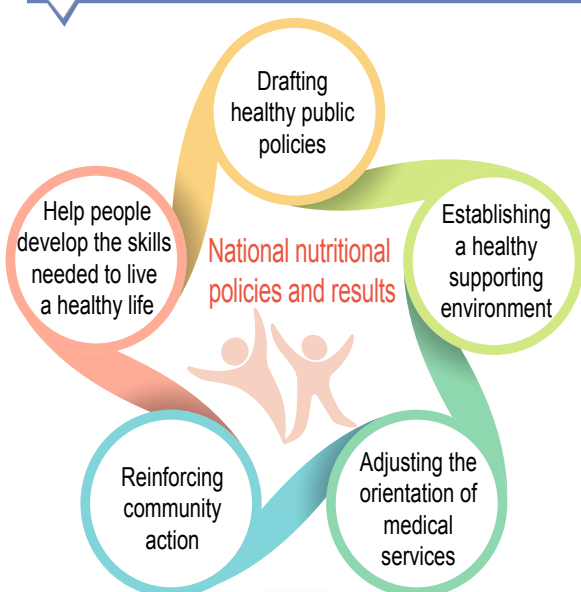 Drafting
healthy public
policies
Establishing
a healthy
supporting
environment
Adjusting the
orientation of
medical
services
Reinforcing
community
action
Help people
develop the skills
needed to live
a healthy life
National nutritional
policies and results